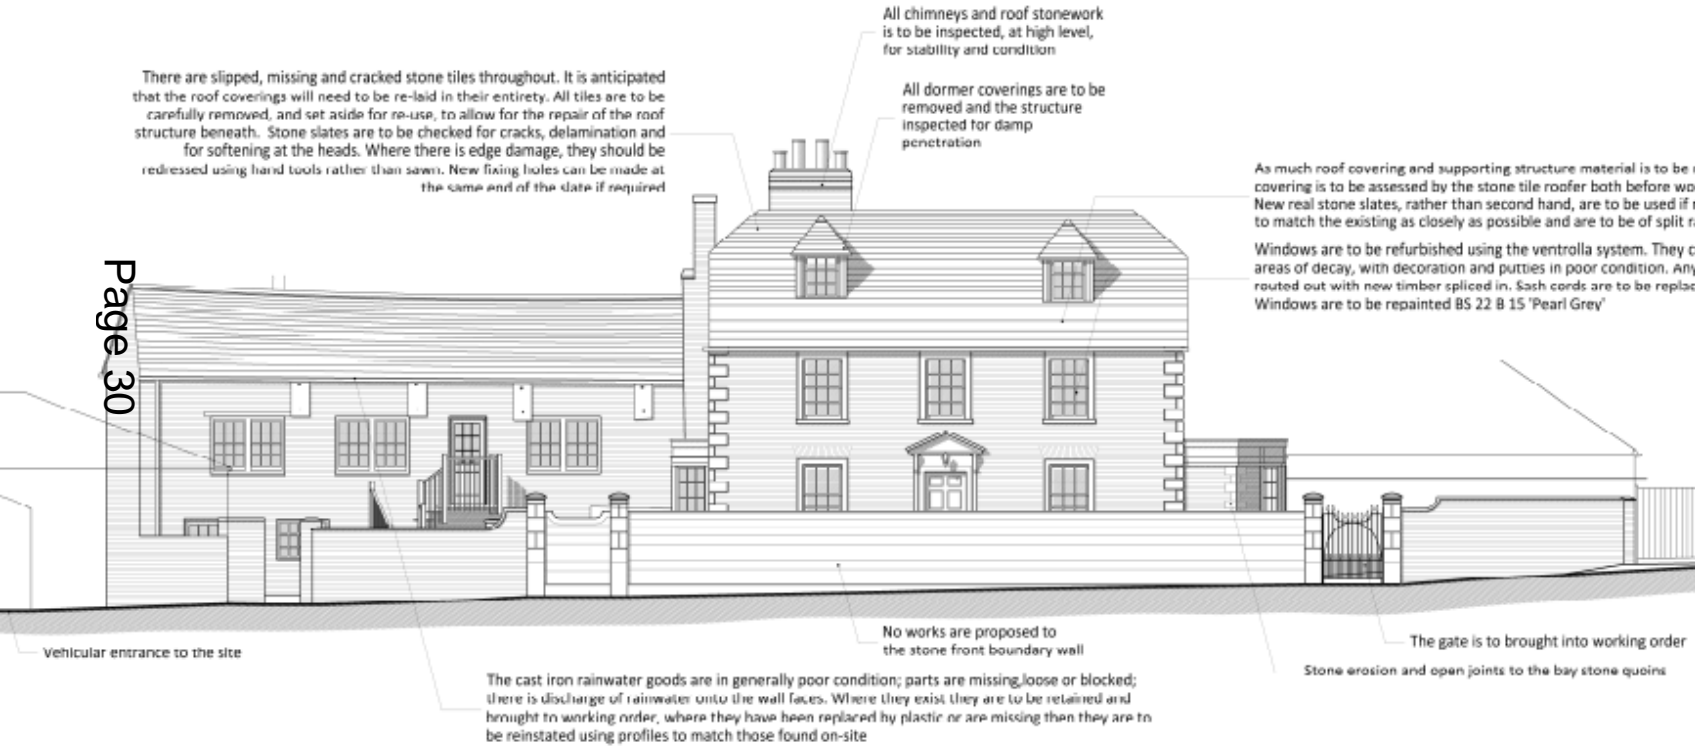 All chimneys and roof stonework
is to be inspected, at high level,
for stability and condition
There are slipped, missing and cracked stone tiles throughout. It is anticipated
that the roof coverings will need to be re-laid in their entirety. All tiles are to be
carefully removed, and set aside for re-use, to allow for the repair of the roof
structure beneath. Stone slates are to be checked for cracks, delamination and
for softening at the heads. Where there is edge damage, they should be
redressed using hand tools rather than sawn. New fixing holes can be made at
the same end of the slate if required
All dormer coverings are to be
removed and the structure
inspected for damp
penetration
As much roof covering and supporting structure material is to be
covering is to be assessed by the stone tile roofer both before wo
New real stone slates, rather than second hand, are to be used if
to match the existing as closely as possible and are to be of split
Windows are to be refurbished using the ventrolla system. They c
areas of decay, with decoration and putties in poor condition. Any
routed out with new timber spliced in. Sash cords are to be replac
Windows are to be repainted BS 22 B 15 'Pearl Grey'
Page 30
Vehicular entrance to the site
No works are proposed to
the stone front boundary wall
The gate is to brought into working order
Stone erosion and open joints to the bay stone quoins
The cast iron rainwater goods are in generally poor condition; parts are missing,loose or blocked;
there is discharge of rainwater onto the wall faces. Where they exist they are to be retained and
brought to working order, where they have been replaced by plastic or are missing then they are to
be reinstated using profiles to match those found on-site